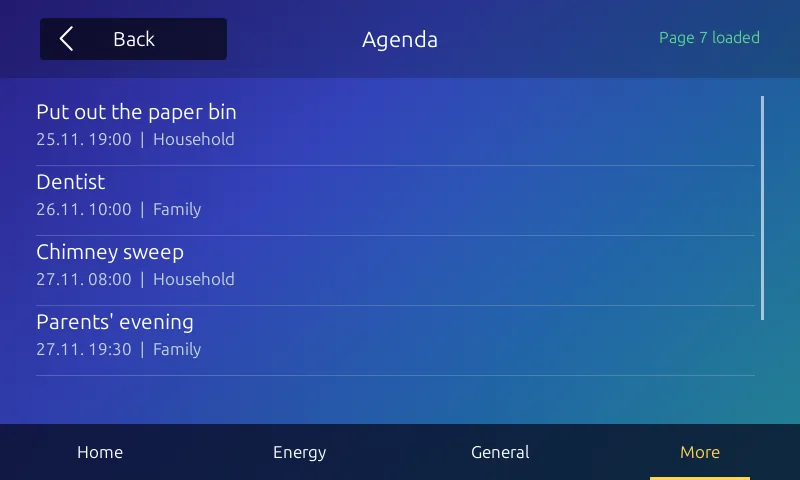 Back
Agenda
Page 7 loaded
Put out the paper bin
25.11. 19:00 | Household
Dentist
26.11. 10:00 | Family
Chimney sweep
27.11. 08:00 | Household
Parents' evening
27.11. 19:30 | Family
Home
Energy
General
More